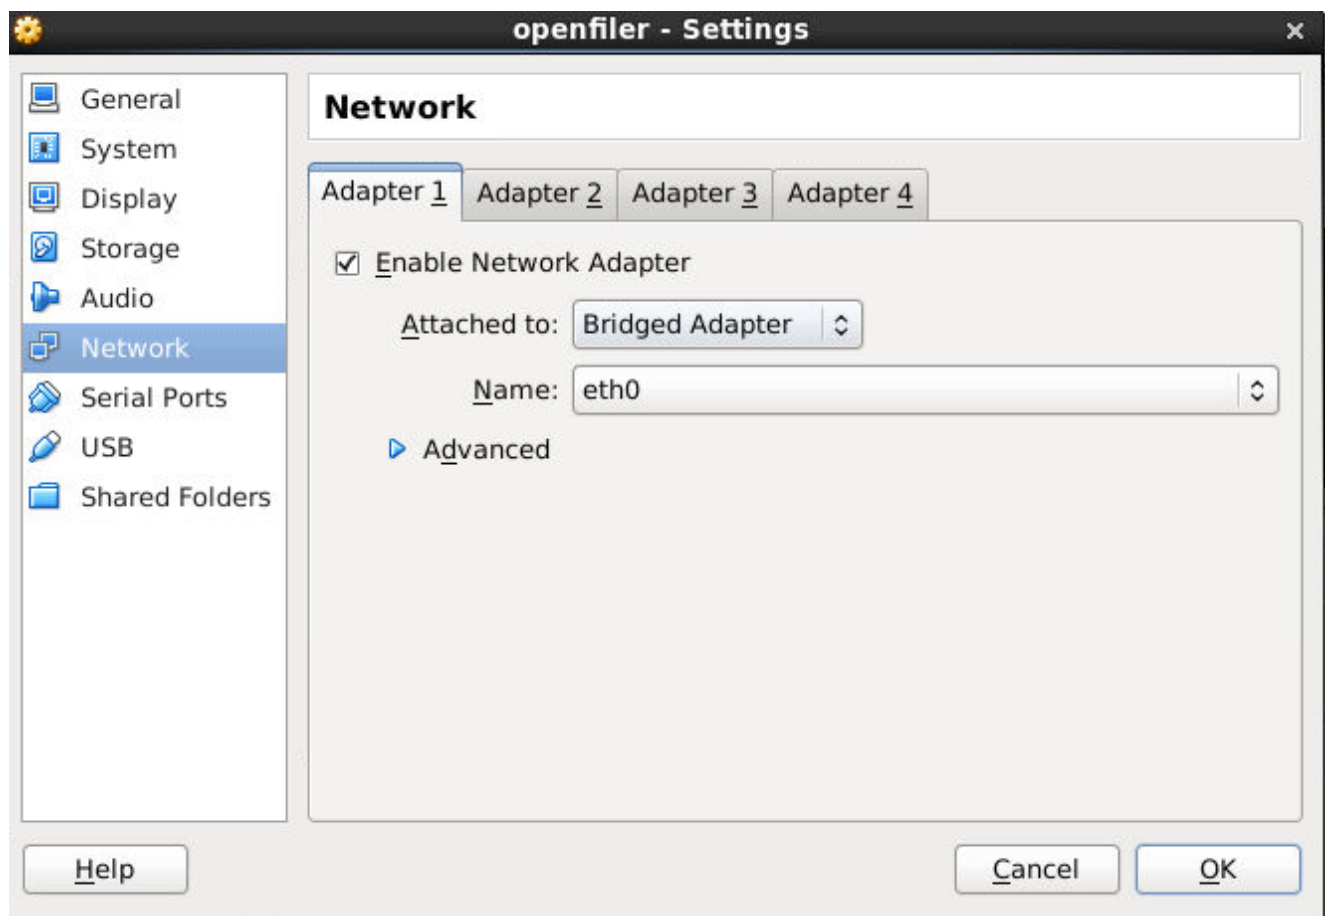 openfiler - Settings
General
System
Display
Storage
Audio
Network
Serial Ports
USB
Shared Folders
Network
Adapter 1 Adapter 2 Adapter 3 Adapter 4
Enable Network Adapter
Attached to: Bridged Adapter
Name: eth0
Advanced
Help Cancel OK